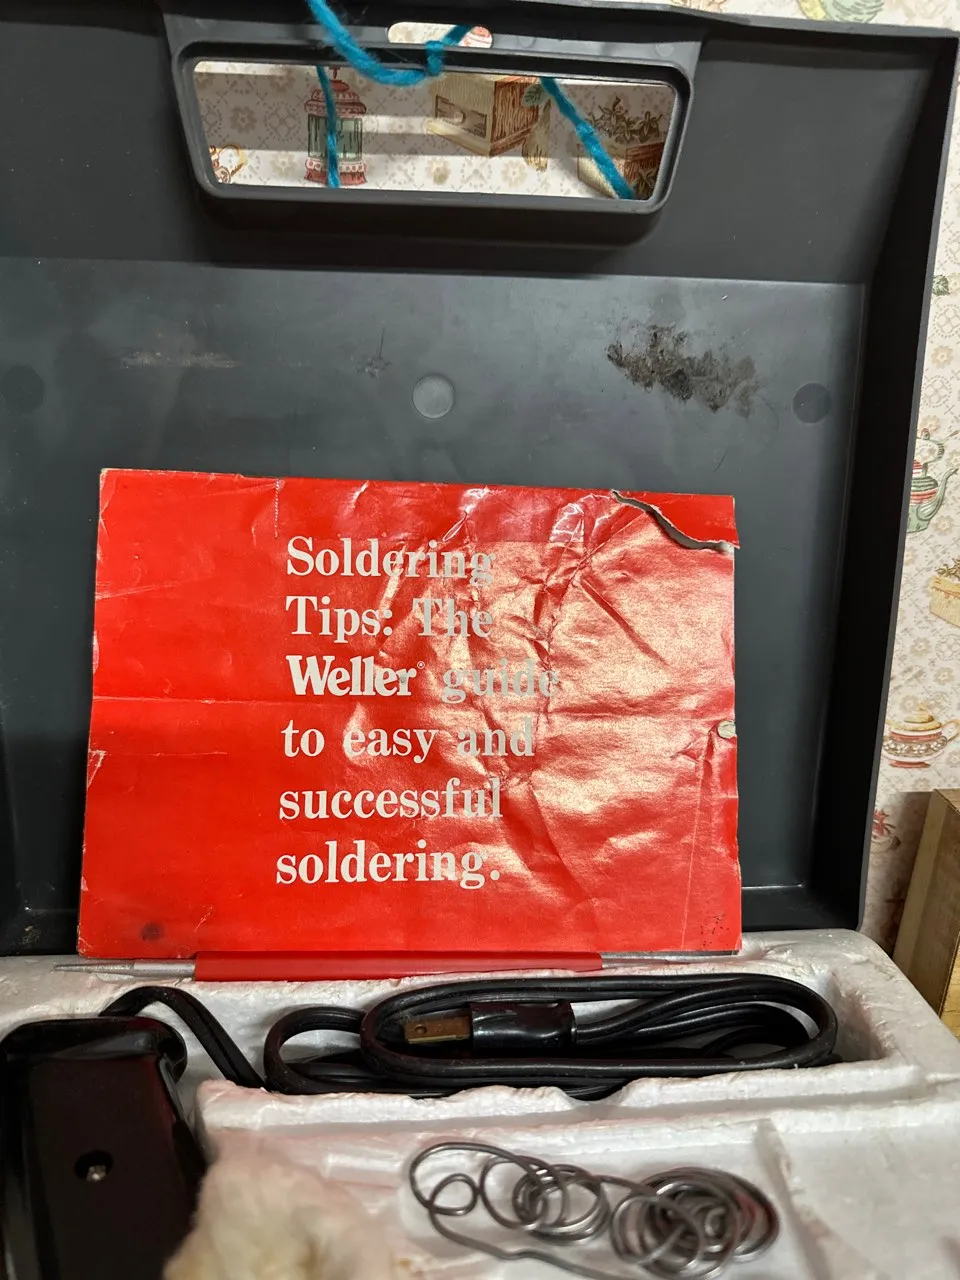 Soldering
Tips: The
Weller® guide
to easy and
successful
soldering.